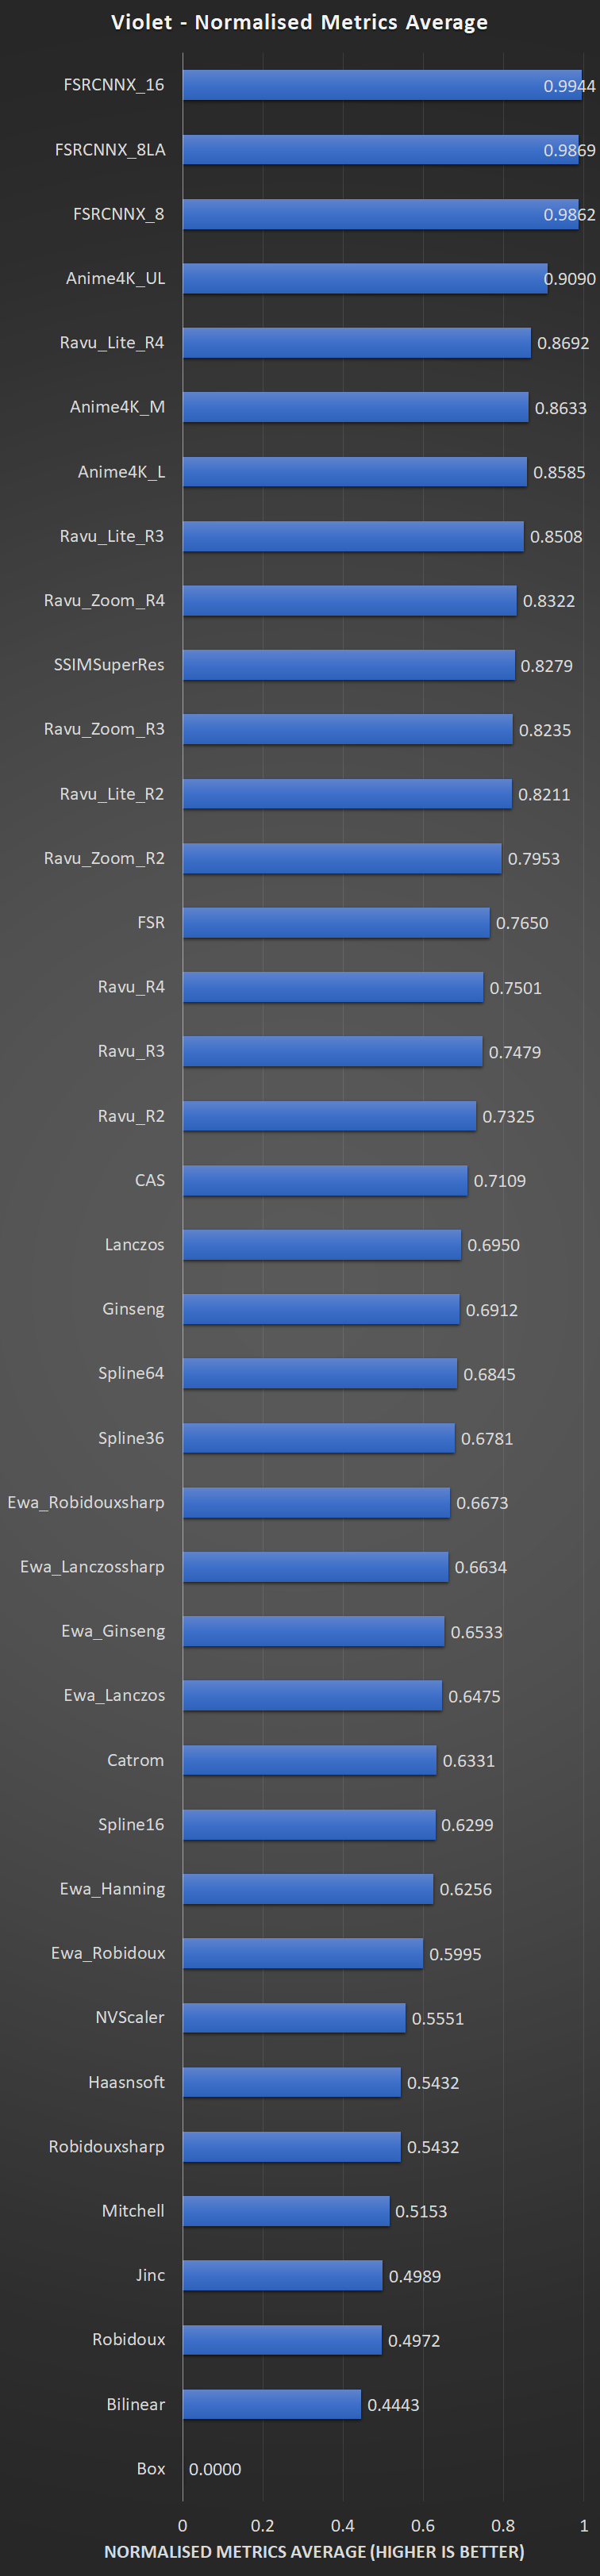 Violet - Normalised Metrics Average
FSRCNNX_16 0.9944
FSRCNNX_8LA 0.9869
FSRCNNX_8 0.9862
Anime4K_UL 0.9090
Ravu_Lite_R4 0.8692
Anime4K_M 0.8633
Anime4K_L 0.8585
Ravu_Lite_R3 0.8508
Ravu_Zoom_R4 0.8322
SSIMSuperRes 0.8279
Ravu_Zoom_R3 0.8235
Ravu_Lite_R2 0.8211
Ravu_Zoom_R2 0.7953
FSR 0.7650
Ravu_R4 0.7501
Ravu_R3 0.7479
Ravu_R2 0.7325
CAS 0.7109
Lanczos 0.6950
Ginseng 0.6912
Spline64 0.6845
Spline36 0.6781
Ewa_Robidouxsharp 0.6673
Ewa_Lanczossharp 0.6634
Ewa_Ginseng 0.6533
Ewa_Lanczos 0.6475
Catrom 0.6331
Spline16 0.6299
Ewa_Hanning 0.6256
Ewa_Robidoux 0.5995
NVScaler 0.5551
Haasnsoft 0.5432
Robidouxsharp 0.5432
Mitchell 0.5153
Jinc 0.4989
Robidoux 0.4972
Bilinear 0.4443
Box 0.0000
0 0.2 0.4 0.6 0.8 1
NORMALISED METRICS AVERAGE (HIGHER IS BETTER)